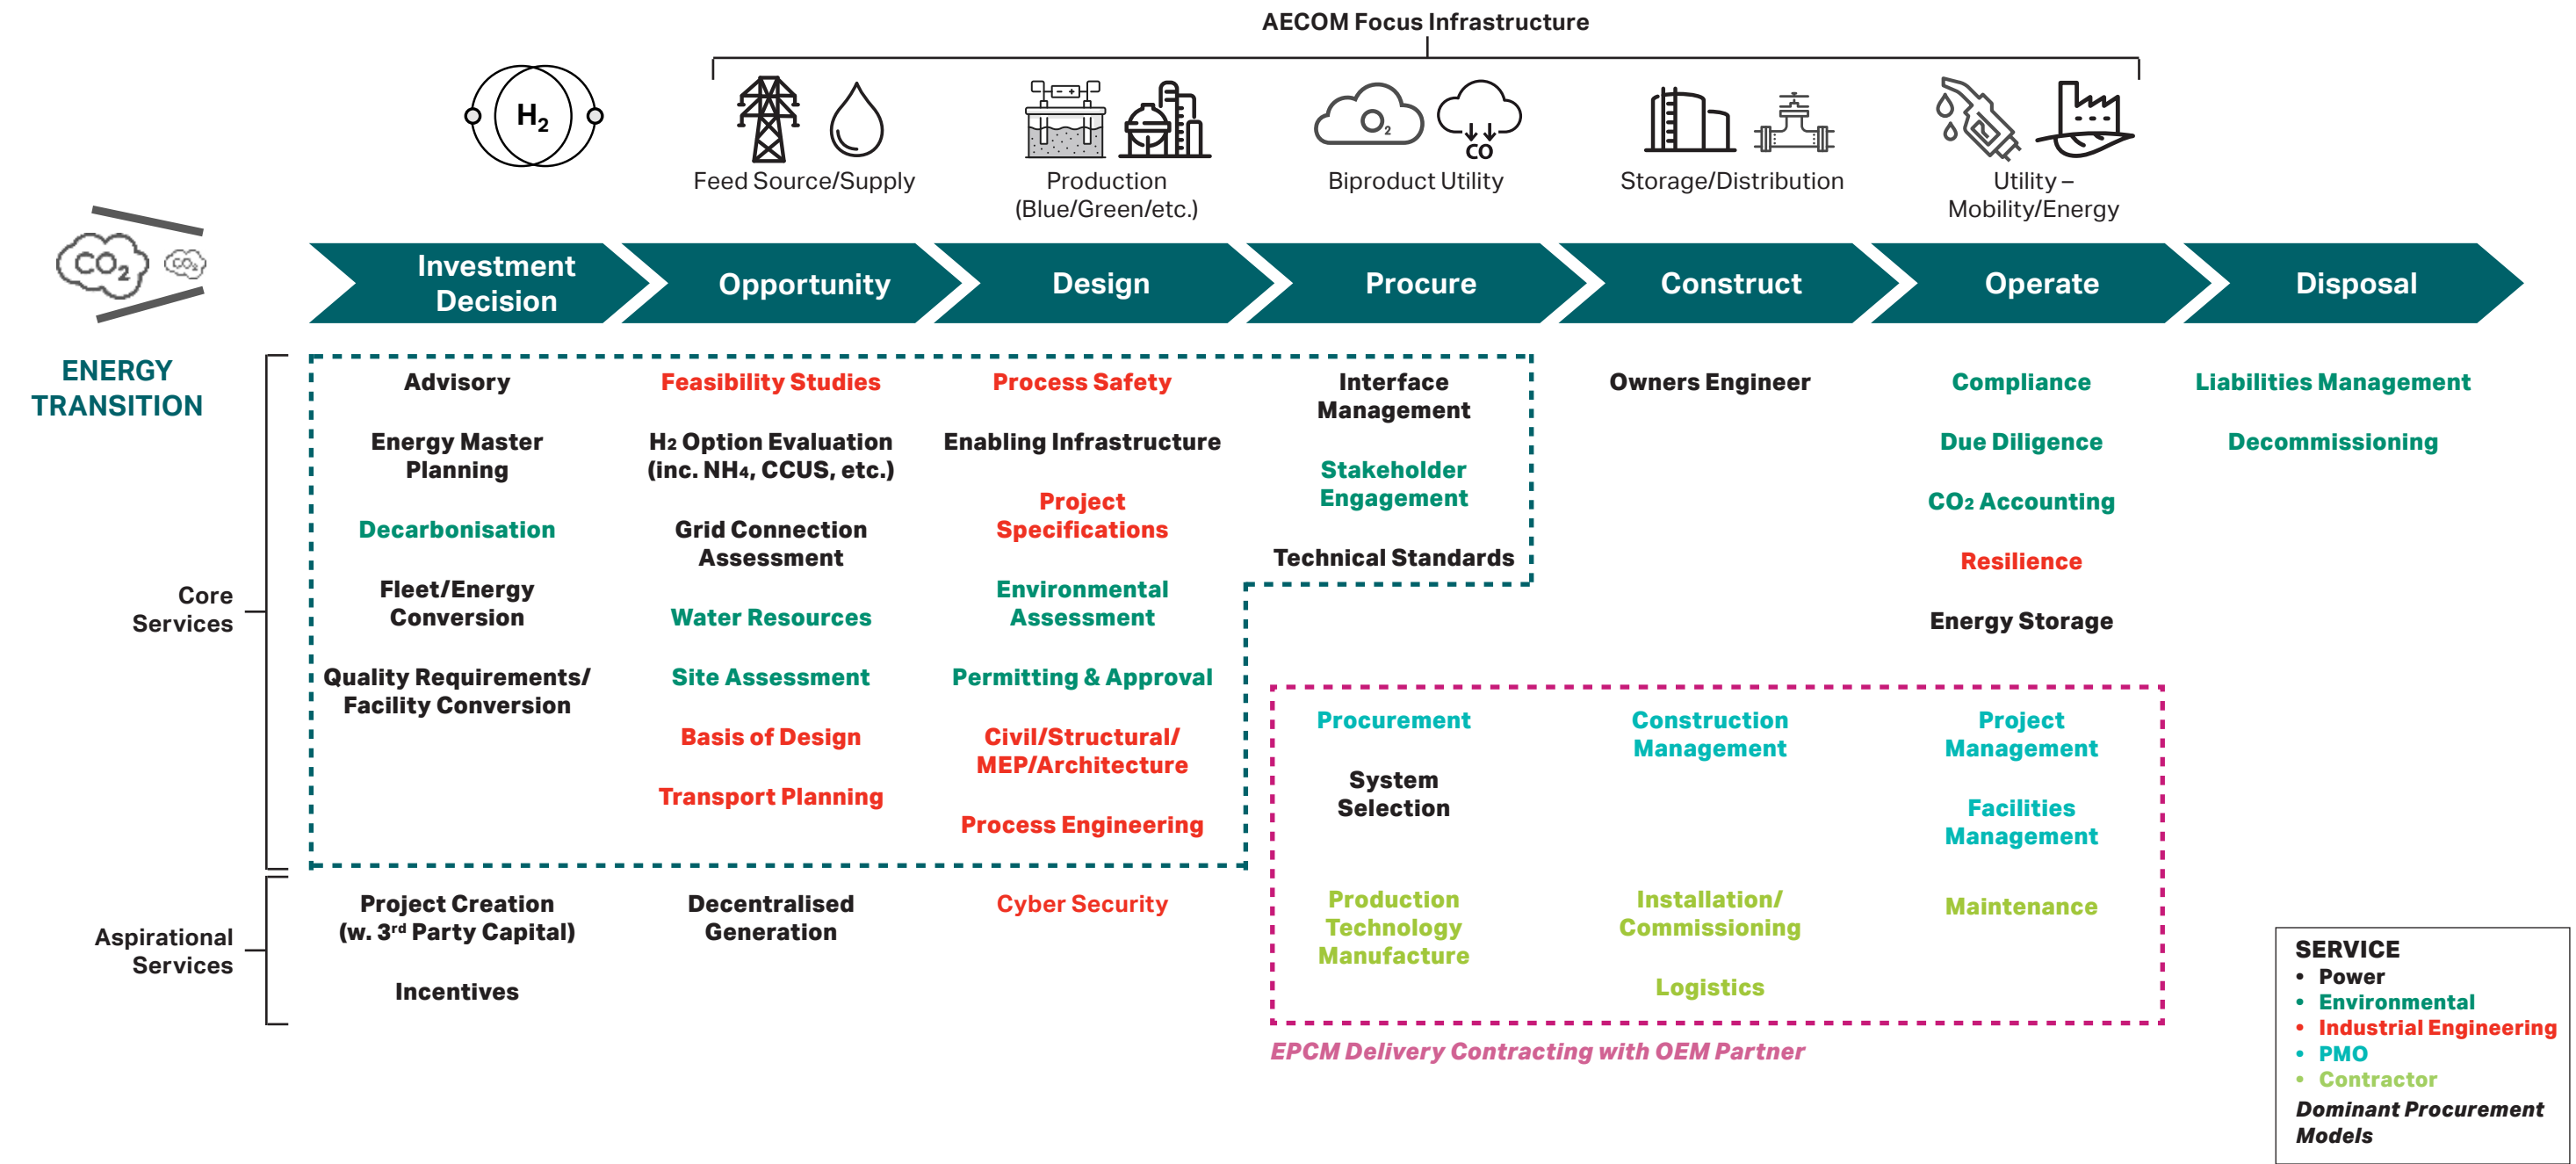 AECOM Focus Infrastructure
H2
O2
CO
Feed Source/Supply
Production
(Blue/Green/etc.)
Biproduct Utility
Storage/Distribution
Utility –
Mobility/Energy
CO2
CO2
ENERGY
TRANSITION
Investment
Decision
Opportunity
Design
Procure
Construct
Operate
Disposal
Core
Services
Advisory
Energy Master
Planning
Decarbonisation
Fleet/Energy
Conversion
Quality Requirements/
Facility Conversion
Feasibility Studies
H2 Option Evaluation
(inc. NH4, CCUS, etc.)
Grid Connection
Assessment
Water Resources
Site Assessment
Basis of Design
Transport Planning
Process Safety
Enabling Infrastructure
Project
Specifications
Environmental
Assessment
Permitting & Approval
Civil/Structural/
MEP/Architecture
Process Engineering
Interface
Management
Stakeholder
Engagement
Technical Standards
Owners Engineer
Compliance
Due Diligence
CO2 Accounting
Resilience
Energy Storage
Liabilities Management
Decommissioning
Procurement
System
Selection
Construction
Management
Project
Management
Facilities
Management
Aspirational
Services
Project Creation
(w. 3rd Party Capital)
Incentives
Decentralised
Generation
Cyber Security
Production
Technology
Manufacture
Installation/
Commissioning
Logistics
Maintenance
EPCM Delivery Contracting with OEM Partner
SERVICE
• Power
• Environmental
• Industrial Engineering
• PMO
• Contractor
Dominant Procurement
Models